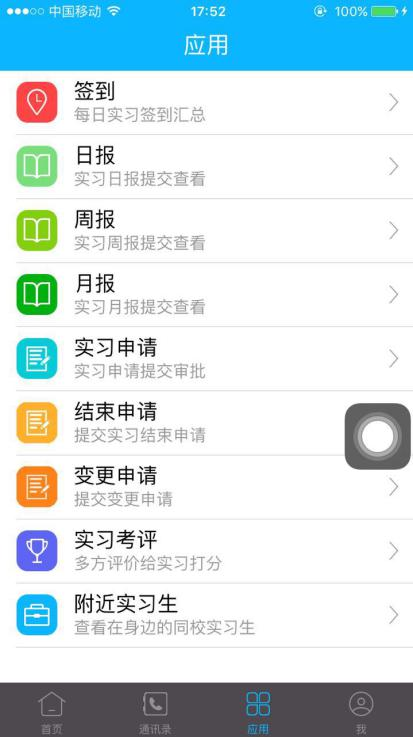 中国移动 17:52 100%
应用
签到
每日实习签到汇总
日报
实习日报提交查看
周报
实习周报提交查看
月报
实习月报提交查看
实习申请
实习申请提交审批
结束申请
提交实习结束申请
变更申请
提交变更申请
实习考评
多方评价给实习打分
附近实习生
查看在身边的同校实习生
首页 通讯录 应用 我